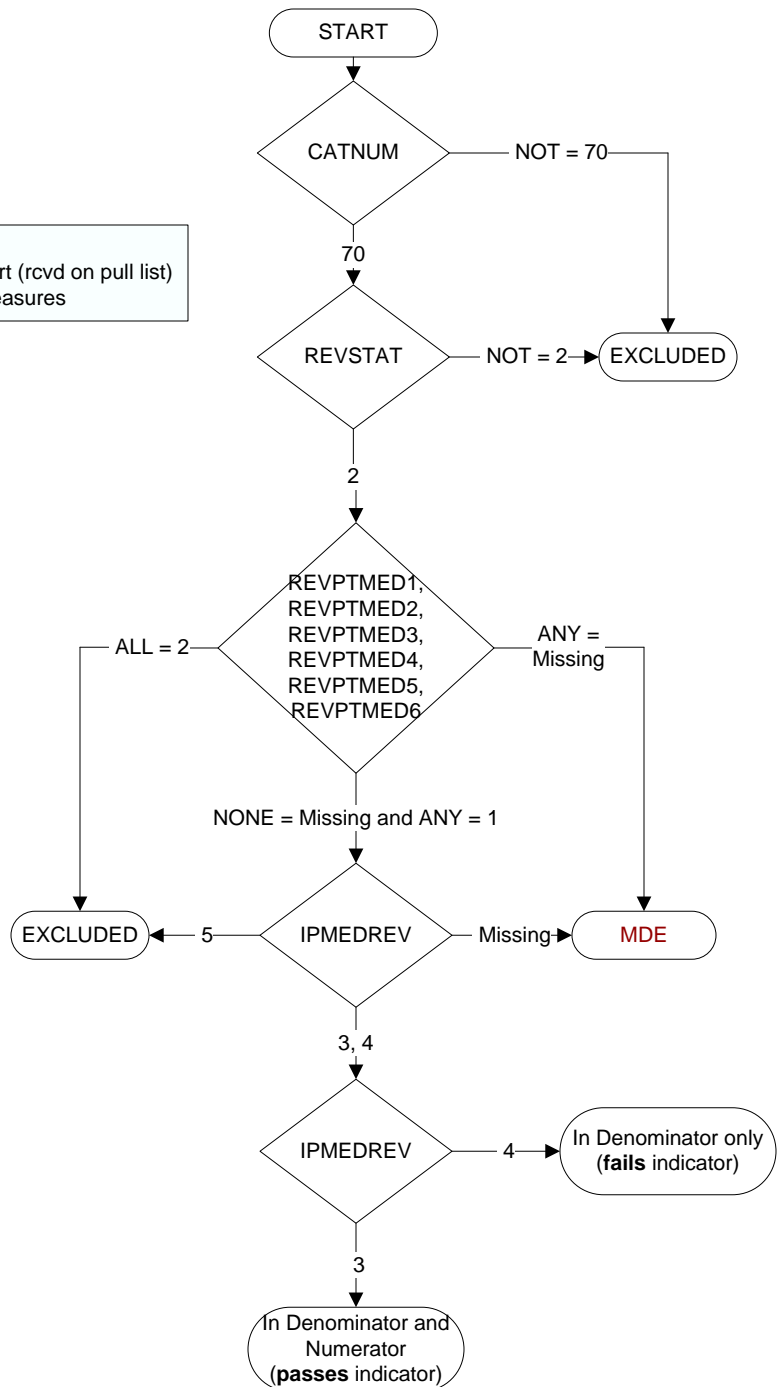 START
CATNUM
NOT = 70
rt (rcvd on pull list)
easures
70
REVSTAT
NOT = 2
EXCLUDED
2
REVPTMED1,
REVPTMED2,
REVPTMED3,
REVPTMED4,
REVPTMED5,
REVPTMED6
ALL = 2
ANY =
Missing
NONE = Missing and ANY = 1
EXCLUDED
5
IPMEDREV
Missing
MDE
3, 4
IPMEDREV
4
In Denominator only
(fails indicator)
3
In Denominator and
Numerator
(passes indicator)